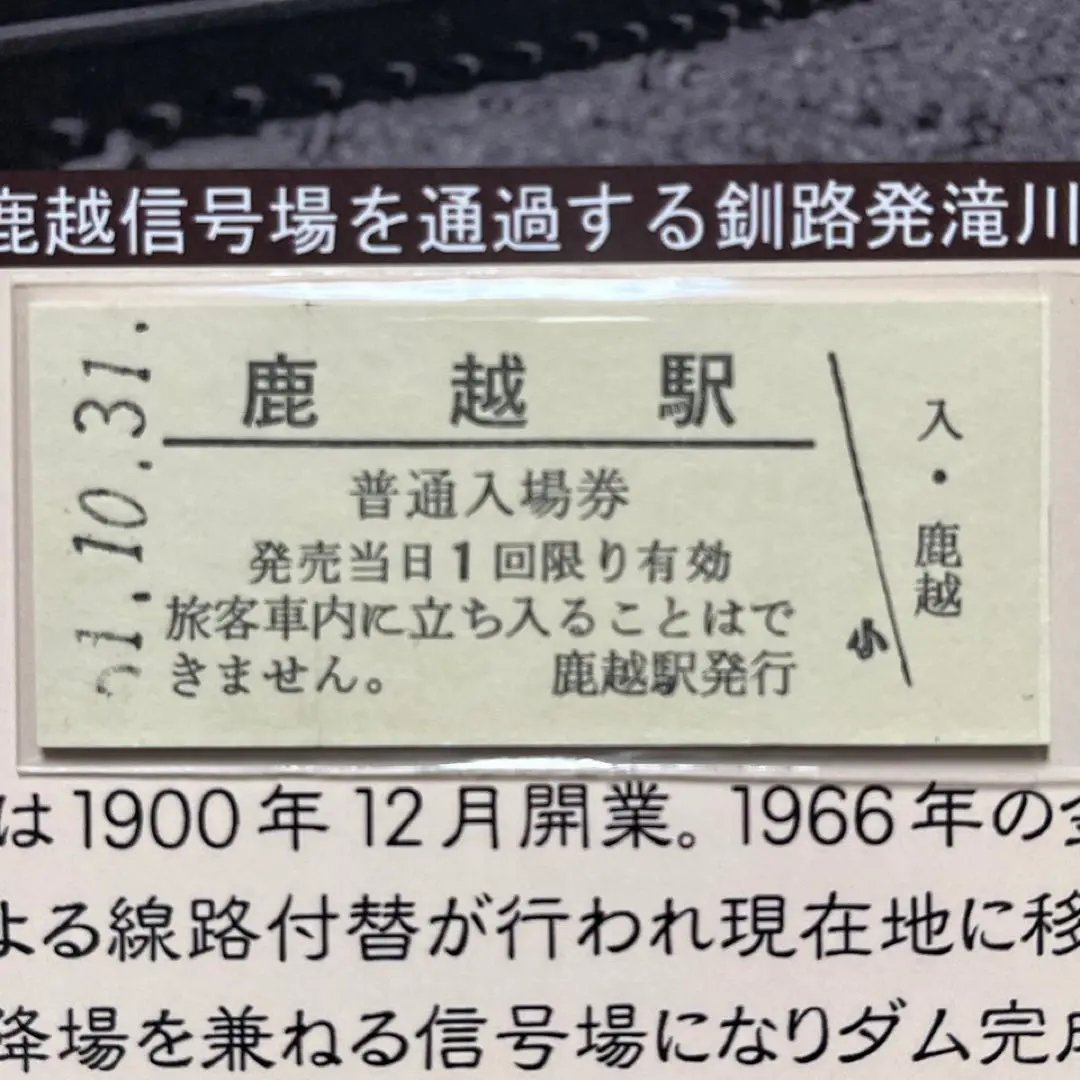 鹿越信号場を通過する釧路発滝川
1.10.31.
鹿越駅
普通入場券
発売当日1回限り有効
旅客車内に立ち入ることはで
きません。 鹿越駅発行
小
入・鹿越
は1900年12月開業。1966年の
よる線路付替が行われ現在地に移
降場を兼ねる信号場になりダム完成